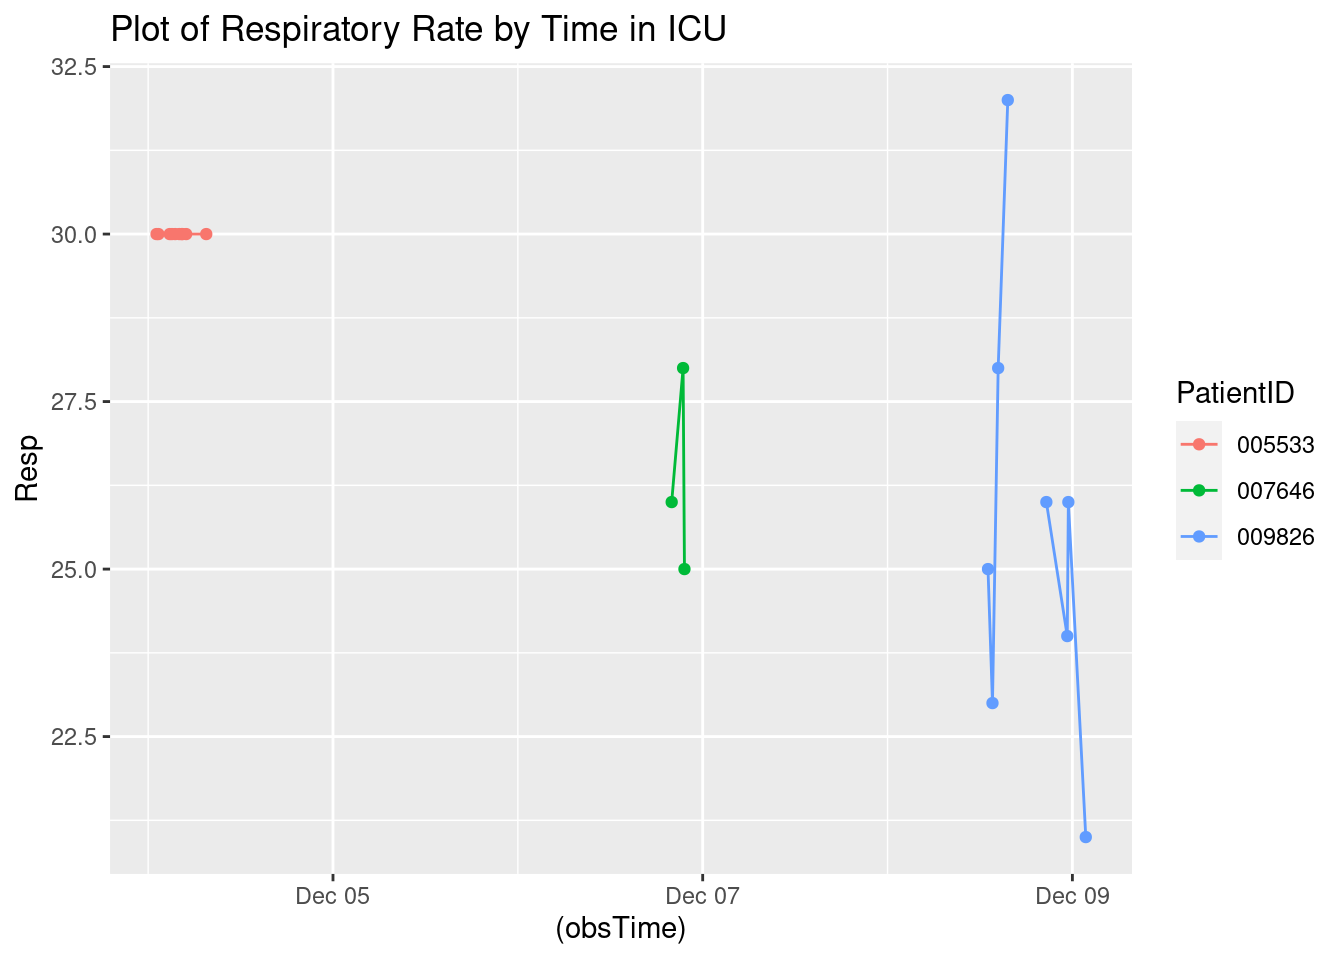 Plot of Respiratory Rate by Time in ICU
32.5
30.0
27.5
25.0
22.5
Resp
Dec 05
Dec 07
Dec 09
(obsTime)
PatientID
005533
007646
009826